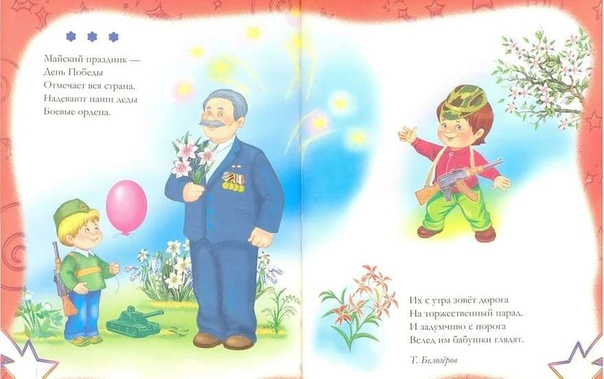 Майский праздник —
День Победы
Отмечает вся страна.
Надевают наши деды
Боевые ордена.
Их с утра зовёт дорога
На торжественный парад.
И задумчиво с порога
Вслед им бабушки глядят.
Т. Белозёров